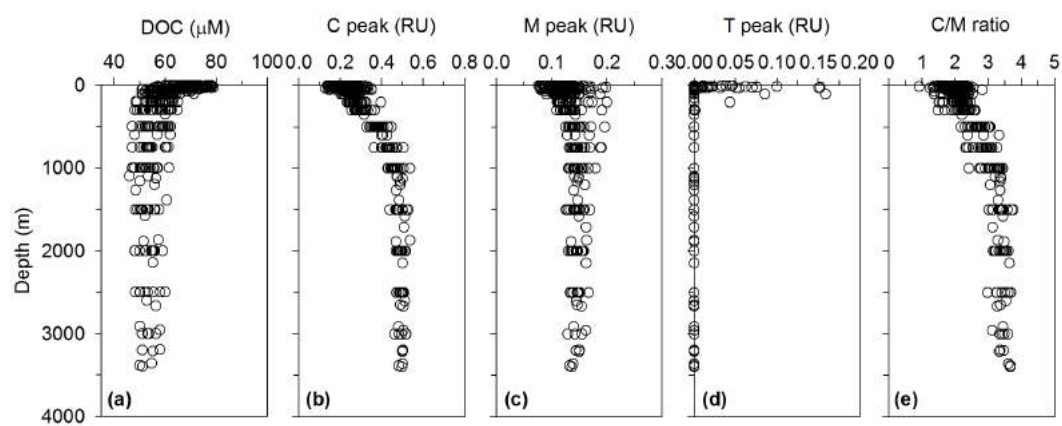 DOC (μM) C peak (RU) M peak (RU) T peak (RU) C/M ratio
40 60 80 100 0.2 0.4 0.6 0.8 0.0 0.1 0.2 0.3 0.00 0.05 0.10 0.15 0.20 0 1 2 3 4 5
0
1000
2000
3000
4000
Depth (m)
(a) (b) (c) (d) (e)